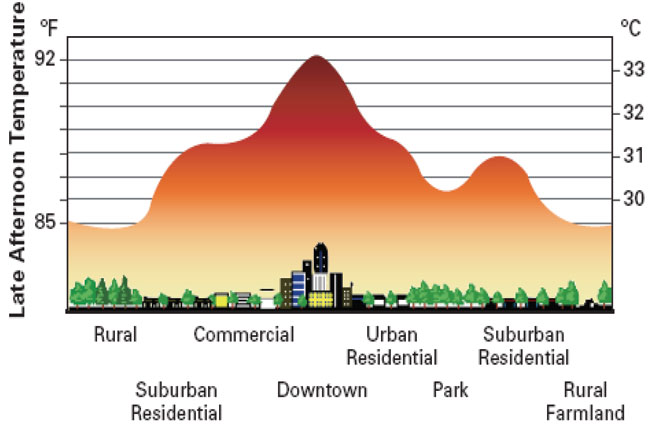 Late Afternoon Temperature
°F
°C
92
33
32
31
30
85
Rural
Commercial
Urban
Residential
Suburban
Residential
Suburban
Residential
Downtown
Park
Rural
Farmland